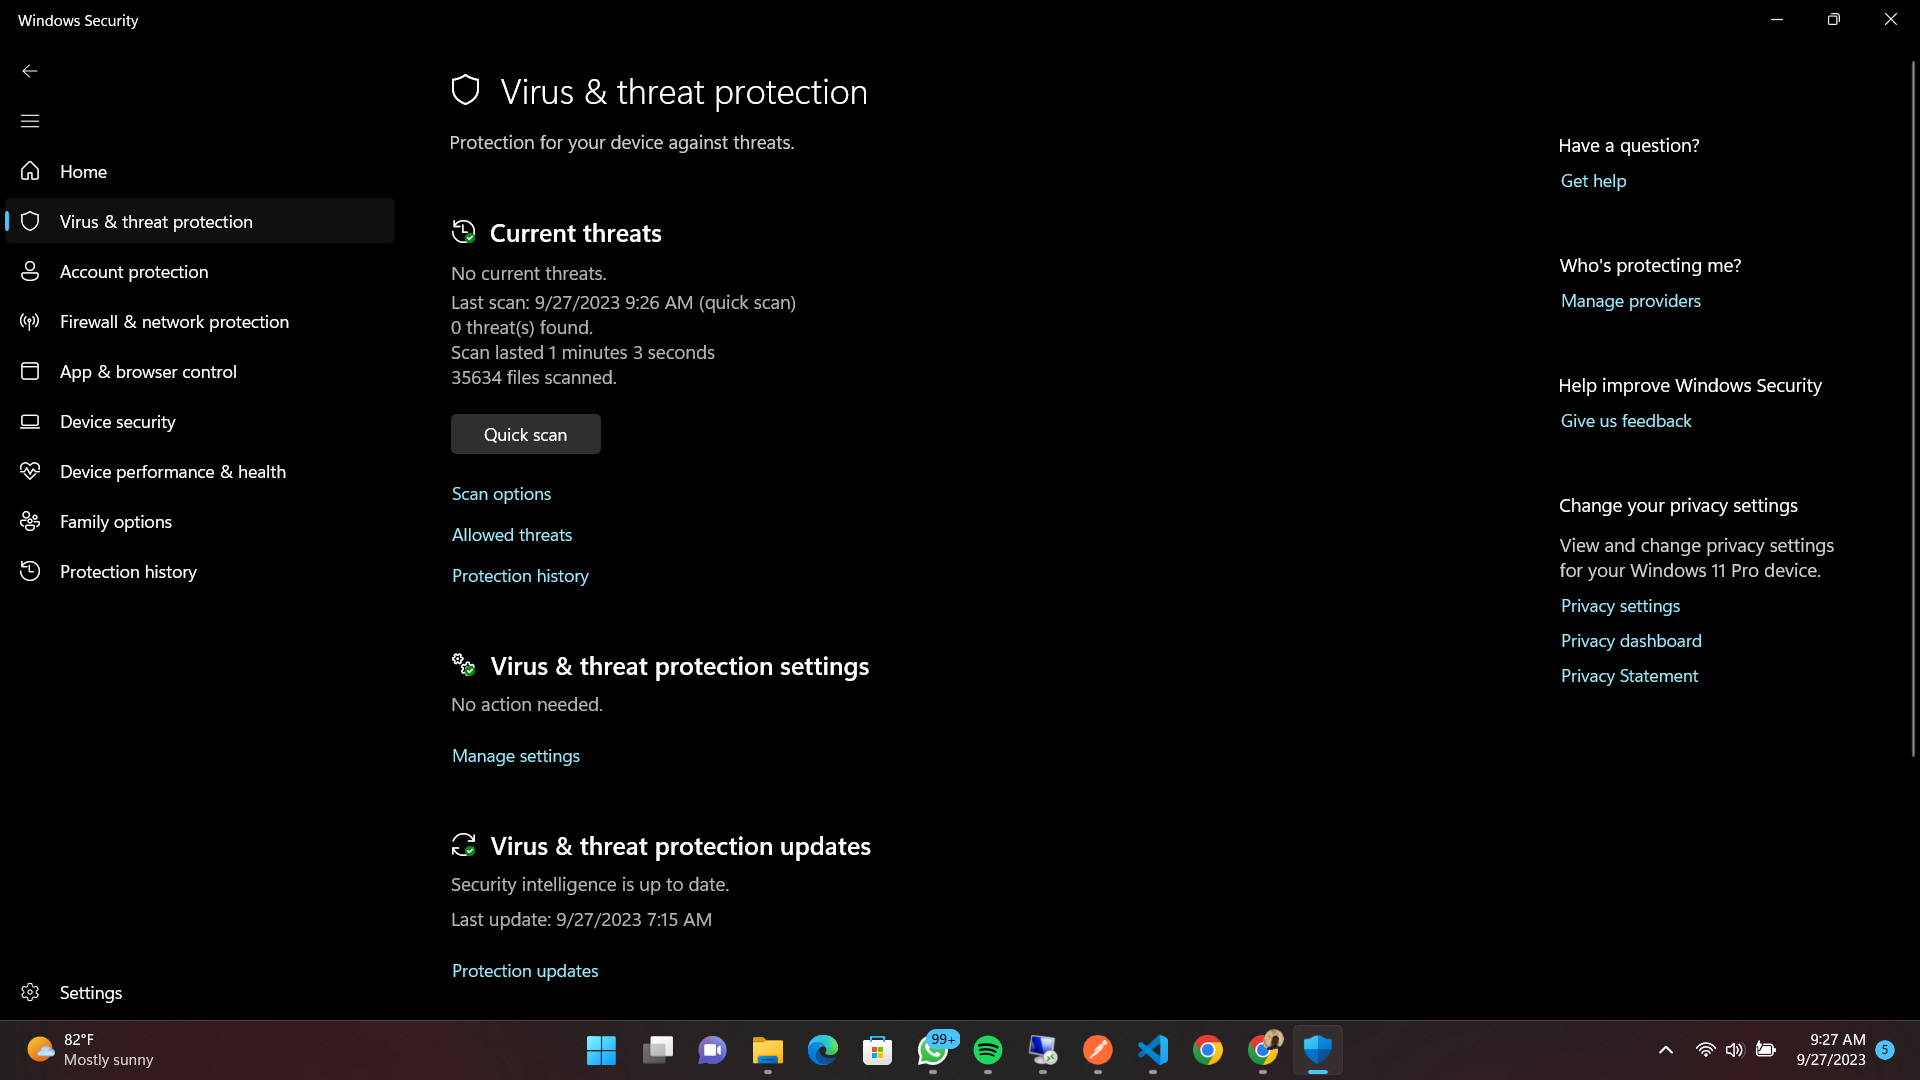 Windows Security
Home
Virus & threat protection
Account protection
Firewall & network protection
App & browser control
Device security
Device performance & health
Family options
Protection history
Settings
Virus & threat protection
Protection for your device against threats.
Current threats
No current threats.
Last scan: 9/27/2023 9:26 AM (quick scan)
0 threat(s) found.
Scan lasted 1 minutes 3 seconds
35634 files scanned.
Quick scan
Scan options
Allowed threats
Protection history
Virus & threat protection settings
No action needed.
Manage settings
Virus & threat protection updates
Security intelligence is up to date.
Last update: 9/27/2023 7:15 AM
Protection updates
Have a question?
Get help
Who's protecting me?
Manage providers
Help improve Windows Security
Give us feedback
Change your privacy settings
View and change privacy settings
for your Windows 11 Pro device.
Privacy settings
Privacy dashboard
Privacy Statement
82°F
Mostly sunny
99+
9:27 AM
9/27/2023
5